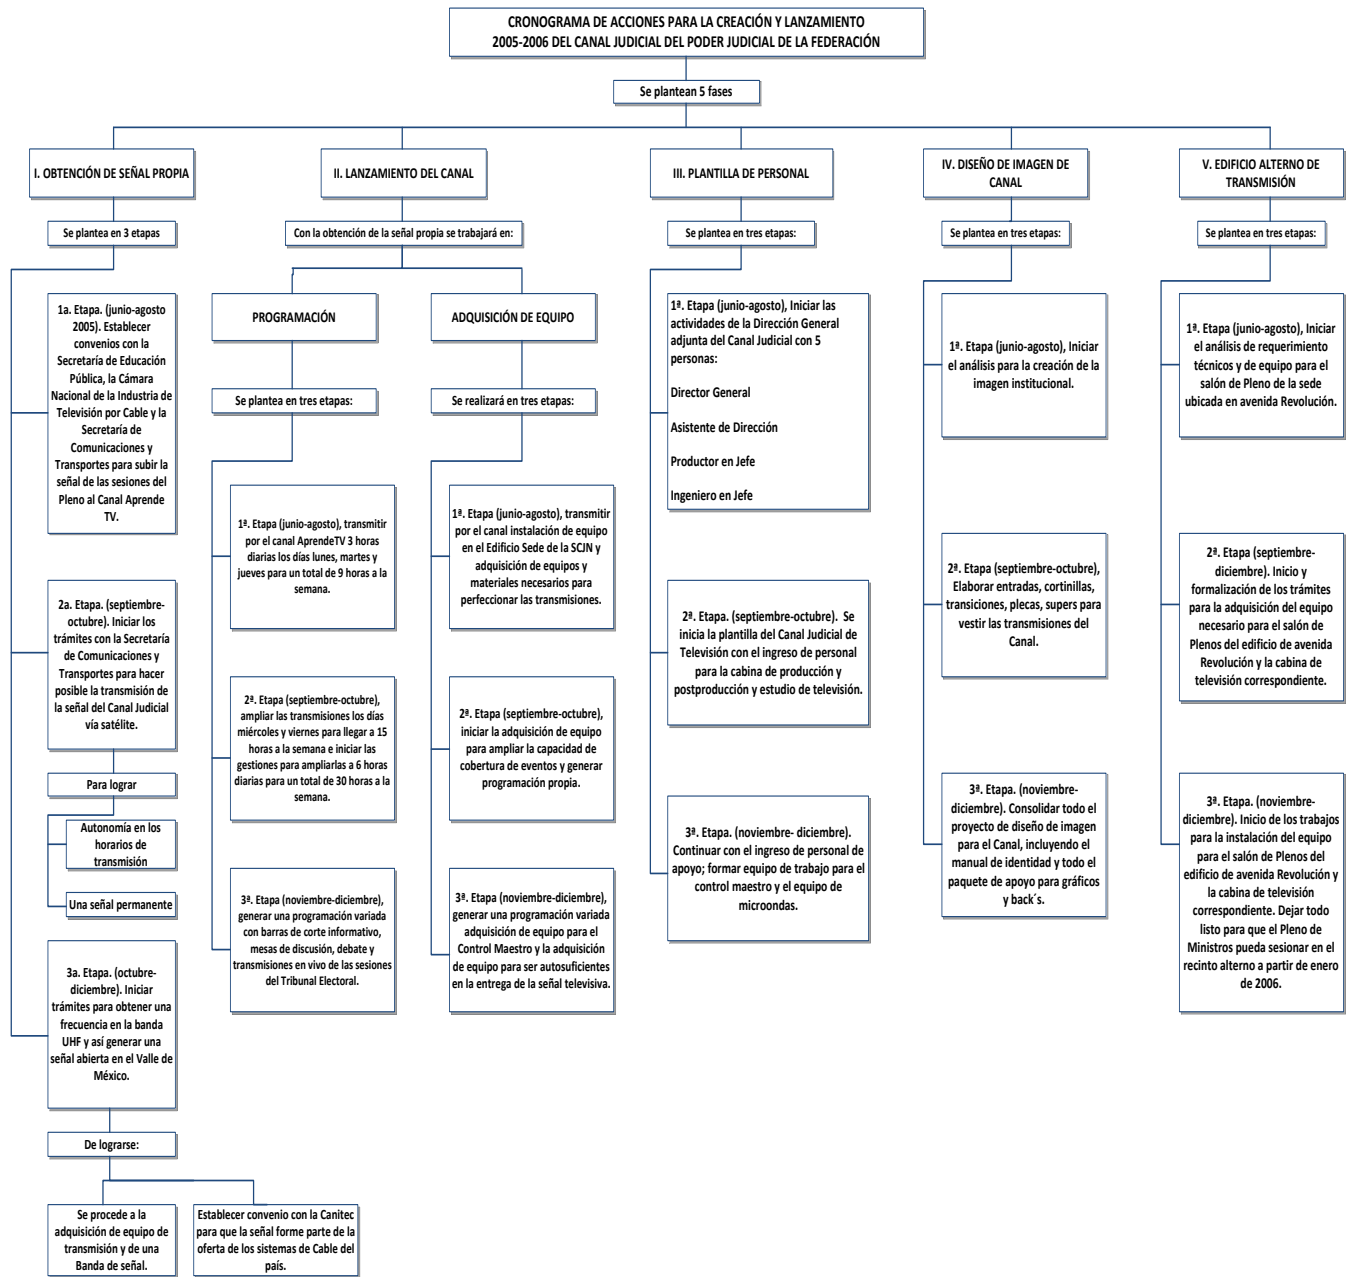 CRONOGRAMA DE ACCIONES PARA LA CREACIÓN Y LANZAMIENTO
2005-2006 DEL CANAL JUDICIAL DEL PODER JUDICIAL DE LA FEDERACIÓN
Se plantean 5 fases
I. OBTENCIÓN DE SEÑAL PROPIA
Se plantea en 3 etapas
1a. Etapa. (junio-agosto
2005). Establecer
convenios con la
Secretaría de Educación
Pública, la Cámara
Nacional de la Industria de
Televisión por Cable y la
Secretaría de
Comunicaciones y
Transportes para subir la
señal de las sesiones del
Pleno al Canal Aprende
TV.
2a. Etapa. (septiembre-
octubre). Iniciar los
trámites con la Secretaría
de Comunicaciones y
Transportes para hacer
posible la transmisión de
la señal del Canal Judicial
vía satélite.
Para lograr
Autonomía en los
horarios de
transmisión
Una señal permanente
3a. Etapa. (octubre-
diciembre). Iniciar
trámites para obtener una
frecuencia en la banda
UHF y así generar una
señal abierta en el Valle de
México.
De lograrse:
Se procede a la
adquisición de equipo de
transmisión y de una
Banda de señal.
Establecer convenio con la Canitec
para que la señal forme parte de la
oferta de los sistemas de Cable del
país.
II. LANZAMIENTO DEL CANAL
Con la obtención de la señal propia se trabajará en:
PROGRAMACIÓN
Se plantea en tres etapas:
1ª. Etapa (junio-agosto), transmitir
por el canal AprendeTV 3 horas
diarias los días lunes, martes y
jueves para un total de 9 horas a la
semana.
2ª. Etapa (septiembre-octubre),
ampliar las transmisiones los días
miércoles y viernes para llegar a 15
horas a la semana e iniciar las
gestiones para ampliarlas a 6 horas
diarias para un total de 30 horas a la
semana.
3ª. Etapa (noviembre-diciembre),
generar una programación variada
con barras de corte informativo,
mesas de discusión, debate y
transmisiones en vivo de las sesiones
del Tribunal Electoral.
ADQUISICIÓN DE EQUIPO
Se realizará en tres etapas:
1ª. Etapa (junio-agosto), transmitir
por el canal instalación de equipo
en el Edificio Sede de la SCJN y
adquisición de equipos y
materiales necesarios para
perfeccionar las transmisiones.
2ª. Etapa (septiembre-octubre),
iniciar la adquisición de equipo
para ampliar la capacidad de
cobertura de eventos y generar
programación propia.
3ª. Etapa (noviembre-diciembre),
generar una programación variada
adquisición de equipo para el
Control Maestro y la adquisición
de equipo para ser autosuficientes
en la entrega de la señal televisiva.
III. PLANTILLA DE PERSONAL
Se plantea en tres etapas:
1ª. Etapa (junio-agosto), Iniciar las
actividades de la Dirección General
adjunta del Canal Judicial con 5
personas:
Director General
Asistente de Dirección
Productor en Jefe
Ingeniero en Jefe
2ª. Etapa. (septiembre-octubre). Se
inicia la plantilla del Canal Judicial de
Televisión con el ingreso de personal
para la cabina de producción y
postproducción y estudio de televisión.
3ª. Etapa. (noviembre- diciembre).
Continuar con el ingreso de personal de
apoyo; formar equipo de trabajo para el
control maestro y el equipo de
microondas.
IV. DISEÑO DE IMAGEN DE
CANAL
Se plantea en tres etapas:
1ª. Etapa (junio-agosto), Iniciar
el análisis para la creación de la
imagen institucional.
2ª. Etapa (septiembre-octubre),
Elaborar entradas, cortinillas,
transiciones, plecas, supers para
vestir las transmisiones del
Canal.
3ª. Etapa. (noviembre-
diciembre). Consolidar todo el
proyecto de diseño de imagen
para el Canal, incluyendo el
manual de identidad y todo el
paquete de apoyo para gráficos
y back´s.
V. EDIFICIO ALTERNO DE
TRANSMISIÓN
Se plantea en tres etapas:
1ª. Etapa (junio-agosto), Iniciar
el análisis de requerimiento
técnicos y de equipo para el
salón de Pleno de la sede
ubicada en avenida Revolución.
2ª. Etapa (septiembre-
diciembre). Inicio y
formalización de los trámites
para la adquisición del equipo
necesario para el salón de
Plenos del edificio de avenida
Revolución y la cabina de
televisión correspondiente.
3ª. Etapa. (noviembre-
diciembre). Inicio de los trabajos
para la instalación del equipo
para el salón de Plenos del
edificio de avenida Revolución y
la cabina de televisión
correspondiente. Dejar todo
listo para que el Pleno de
Ministros pueda sesionar en el
recinto alterno a partir de enero
de 2006.